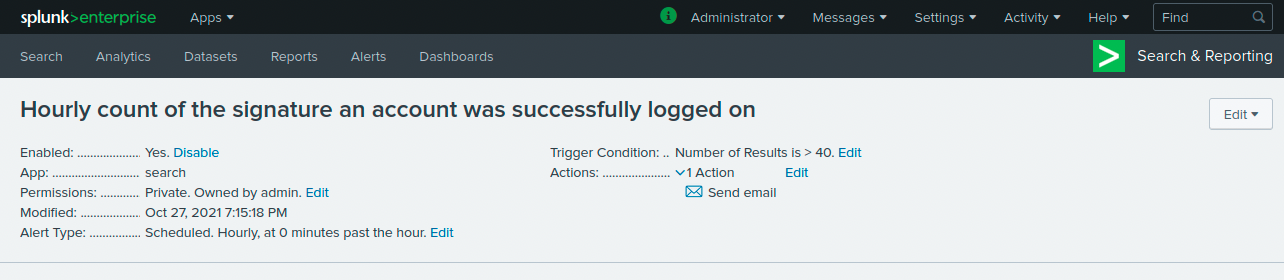 splunk>enterprise Apps Administrator Messages Settings Activity Help Find
Search Analytics Datasets Reports Alerts Dashboards Search & Reporting
Hourly count of the signature an account was successfully logged on
Edit
Enabled: ................... Yes. Disable
App: ........................... search
Permissions: ............. Private. Owned by admin. Edit
Modified: ................... Oct 27, 2021 7:15:18 PM
Alert Type: ................ Scheduled. Hourly, at 0 minutes past the hour. Edit
Trigger Condition: .. Number of Results is > 40. Edit
Actions: ..................... 1 Action Edit
Send email